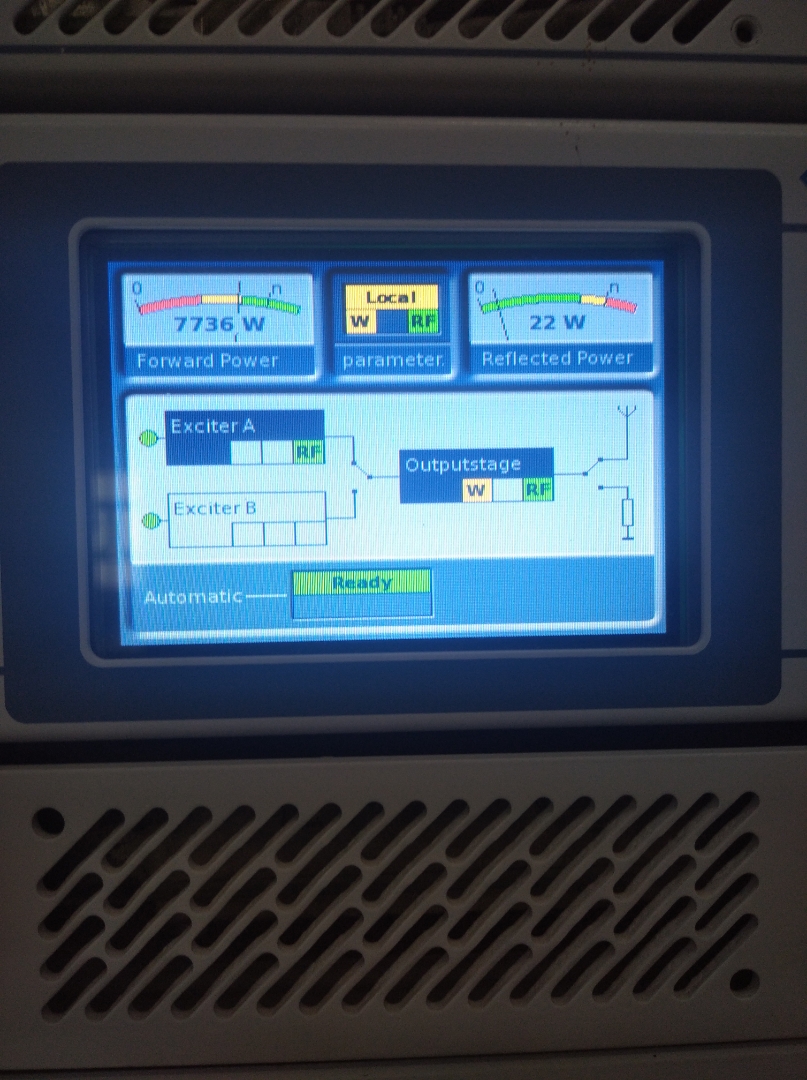 0 n
7736 W
Forward Power
Local
W RF
parameter.
0 n
22 W
Reflected Power
Exciter A
RF
Exciter B
Outputstage
W RF
Automatic
Ready